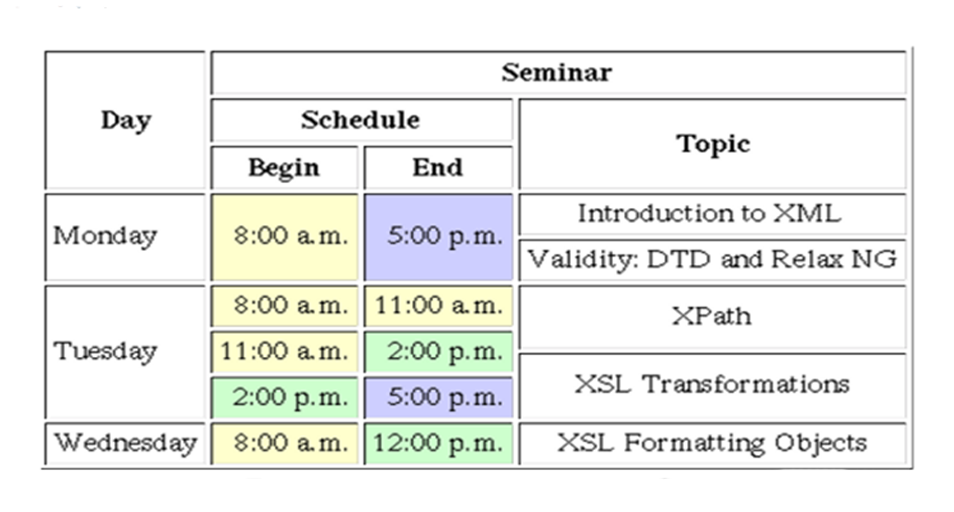 Seminar
Day
Schedule
Topic
Begin End
Monday 8:00 a.m. 5:00 p.m. Introduction to XML
Validity: DTD and Relax NG
Tuesday 8:00 a.m. 11:00 a.m. XPath
11:00 a.m. 2:00 p.m.
XSL Transformations
2:00 p.m. 5:00 p.m.
Wednesday 8:00 a.m. 12:00 p.m. XSL Formatting Objects